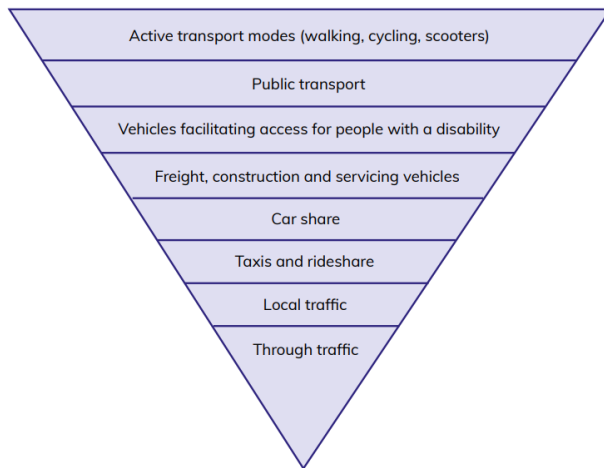 Active transport modes (walking, cycling, scooters)
Public transport
Vehicles facilitating access for people with a disability
Freight, construction and servicing vehicles
Car share
Taxis and rideshare
Local traffic
Through traffic